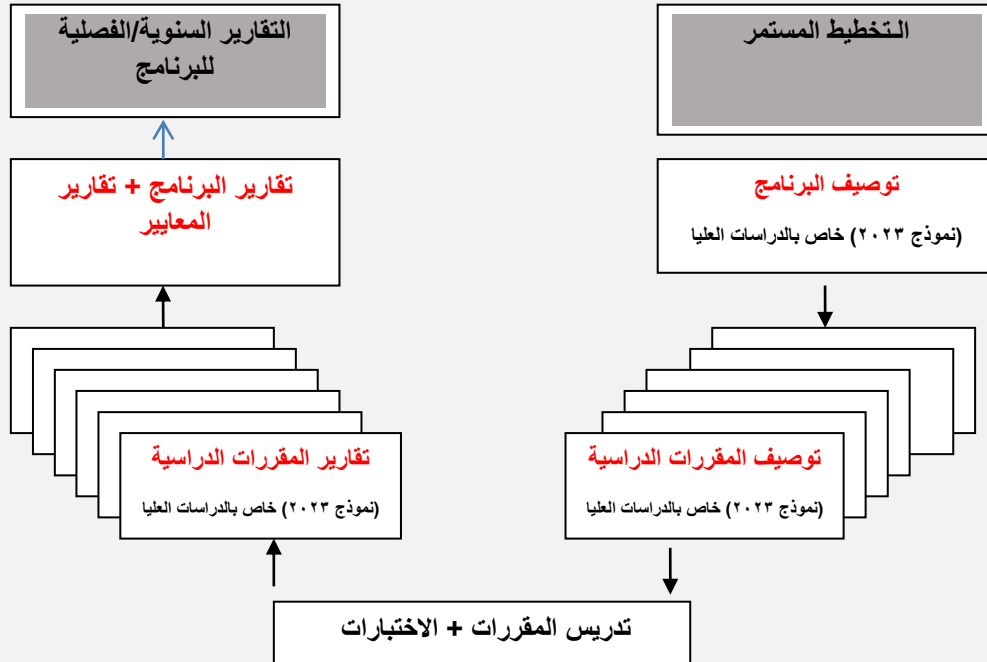 الـتخطيط المستمر
توصيف البرنامج
(نموذج ٢٠٢٣) خاص بالدراسات العليا
توصيف المقررات الدراسية
(نموذج ٢٠٢٣) خاص بالدراسات العليا
تدريس المقررات + الاختبارات
تقارير المقررات الدراسية
(نموذج ٢٠٢٣) خاص بالدراسات العليا
تقارير البرنامج + تقارير
المعايير
التقارير السنوية/الفصلية
للبرنامج